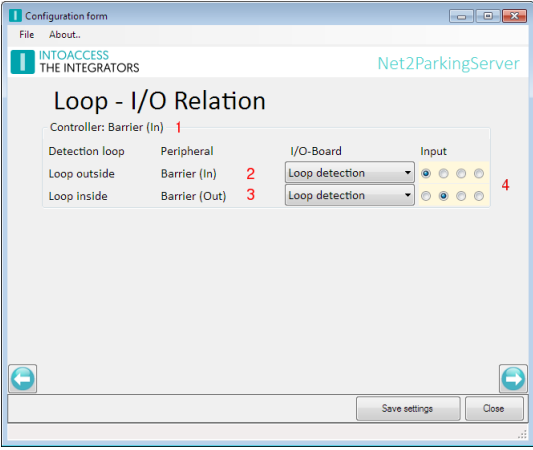 Configuration form
File About..
INTOACCESS
THE INTEGRATORS
Net2ParkingServer
Loop - I/O Relation
Controller: Barrier (In) 1
Detection loop Peripheral I/O-Board Input
Loop outside Barrier (In) 2 Loop detection
Loop inside Barrier (Out) 3 Loop detection
4
Save settings Close